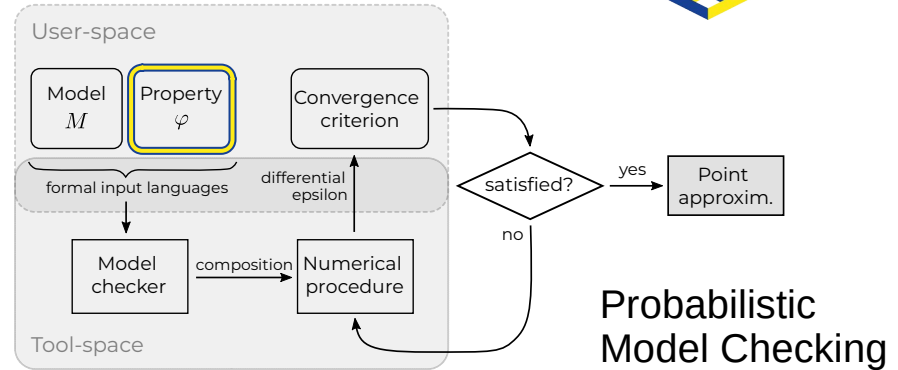 User-space
Model
M
Property
φ
Convergence
criterion
formal input languages
differential
epsilon
satisfied?
yes
no
Point
approxim.
Model
checker
composition
Numerical
procedure
Tool-space
Probabilistic
Model Checking